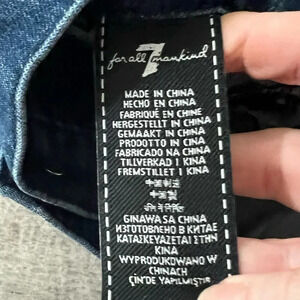 7
for all mankind
MADE IN CHINA
HECHO EN CHINA
FABRIQUÉ EN CHINE
HERGESTELLT IN CHINA
GEMAAKT IN CHINA
PRODOTTO IN CINA
FABRICADO NA CHINA
TILLVERKAD I KINA
FREMSTILLET I KINA
GINAWA SA CHINA
ИЗГОТОВЛЕНО В КИТАЕ
ΚΑΤΑΣΚΕΥΑΖΕΤΑΙ ΣΤΗΝ
ΚΙΝΑ
WYPRODUKOWANO W
CHINACH
ÇİN'DE YAPILMIŞTIR